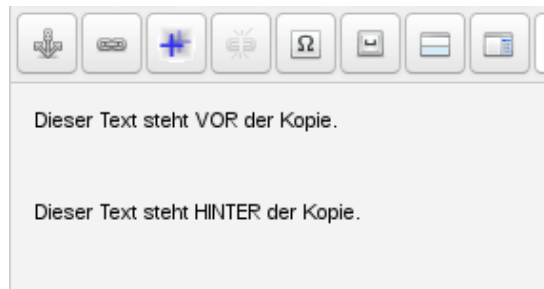 Ω
Dieser Text steht VOR der Kopie.
Dieser Text steht HINTER der Kopie.